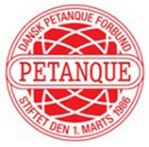 DANSK PETANQUE FORBUND
PETANQUE
STIFTET DEN 1. MARTS 1986